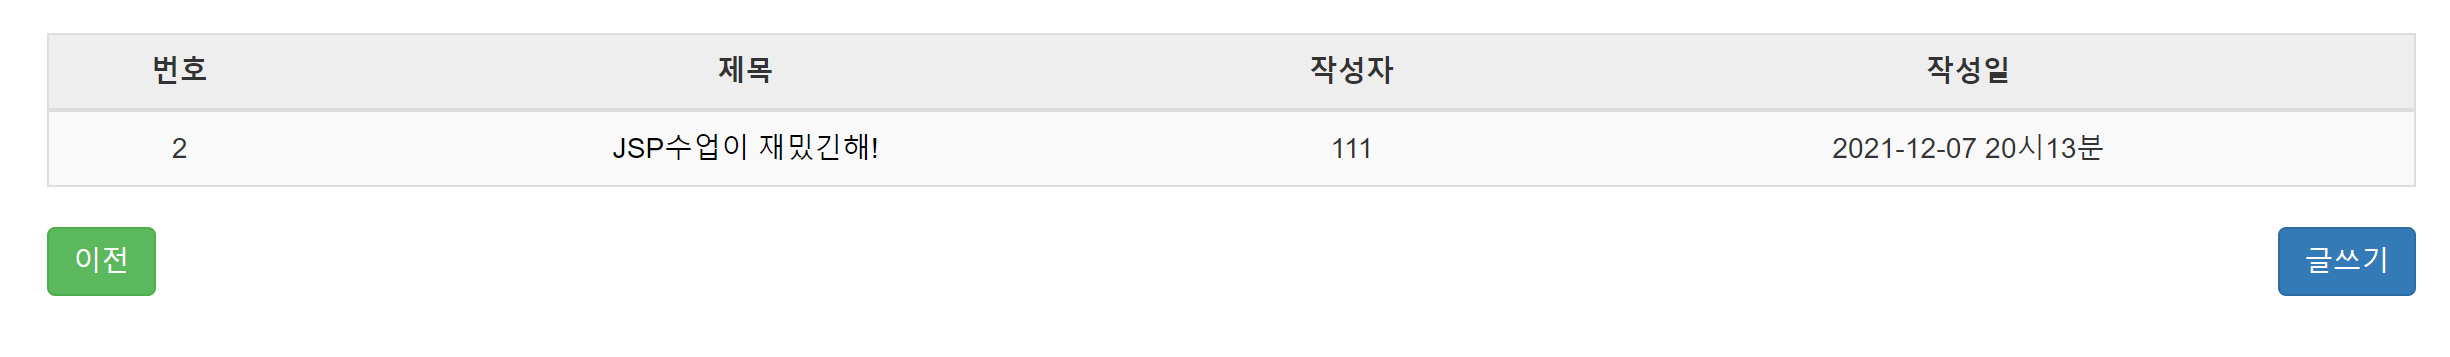 번호 제목 작성자 작성일
2 JSP수업이 재밌긴해! 111 2021-12-07 20시13분
이전 글쓰기